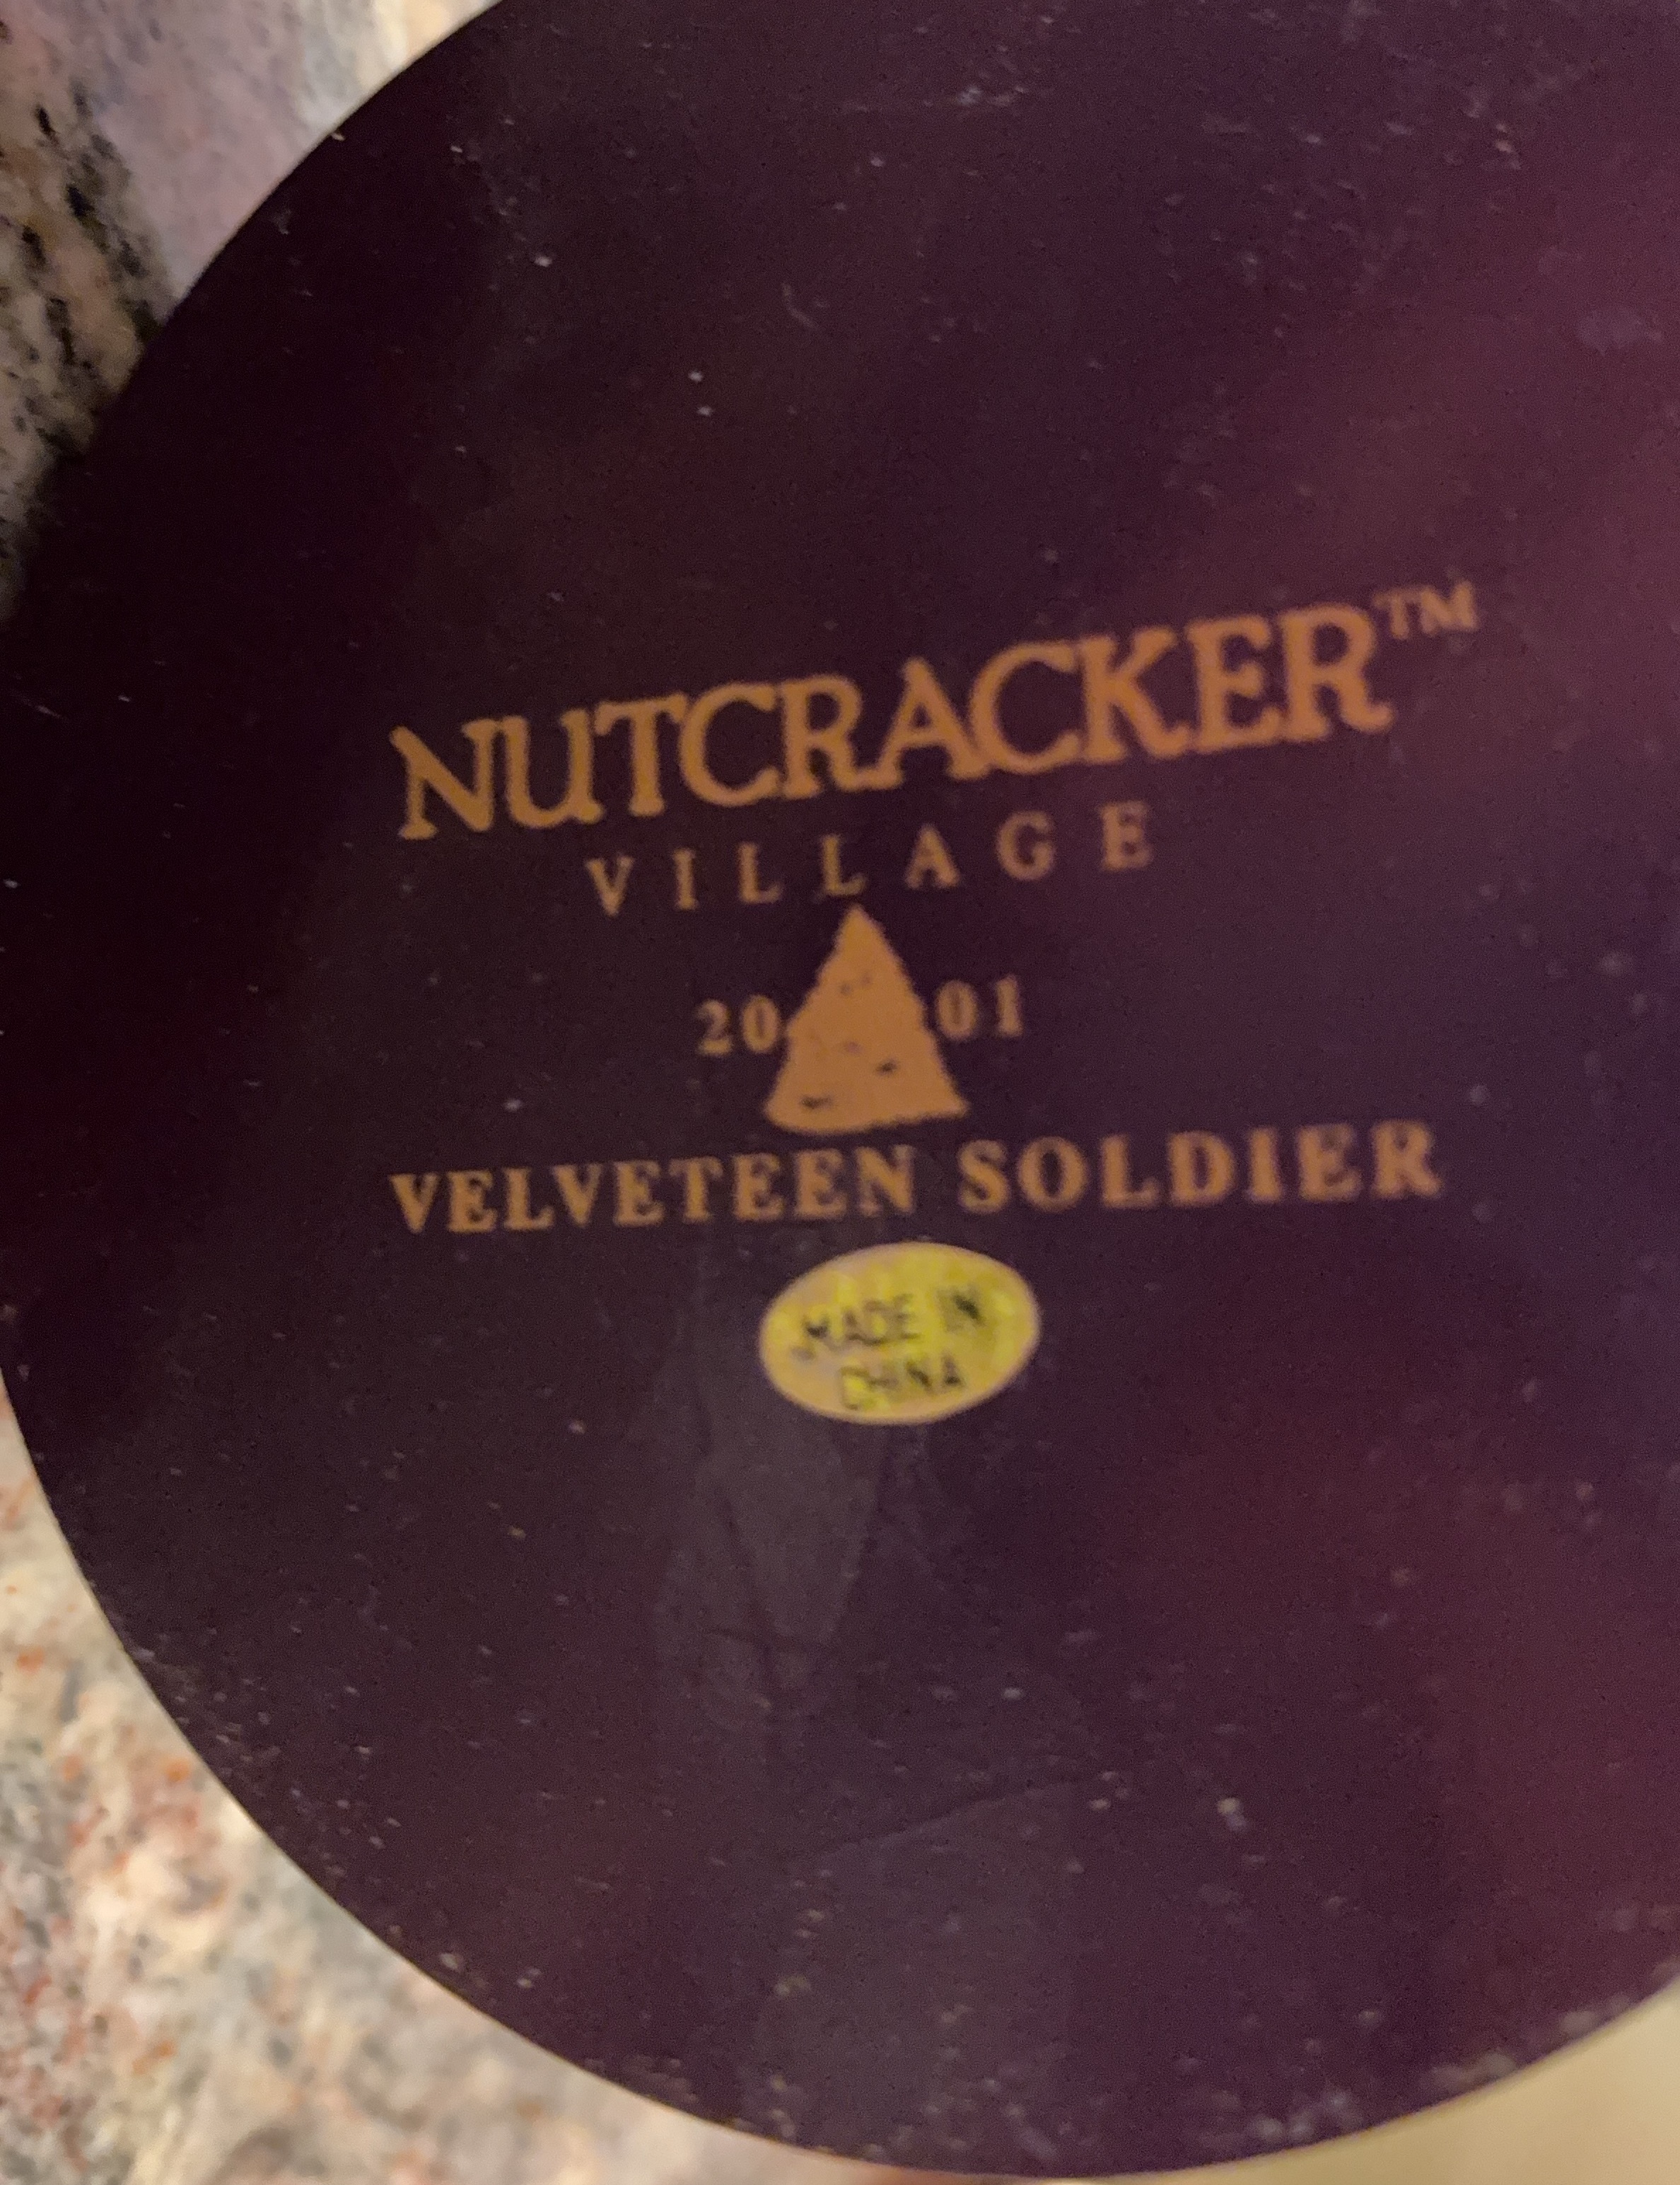 NUTCRACKER™
VILLAGE
20 01
VELVETEEN SOLDIER
MADE IN
CHINA